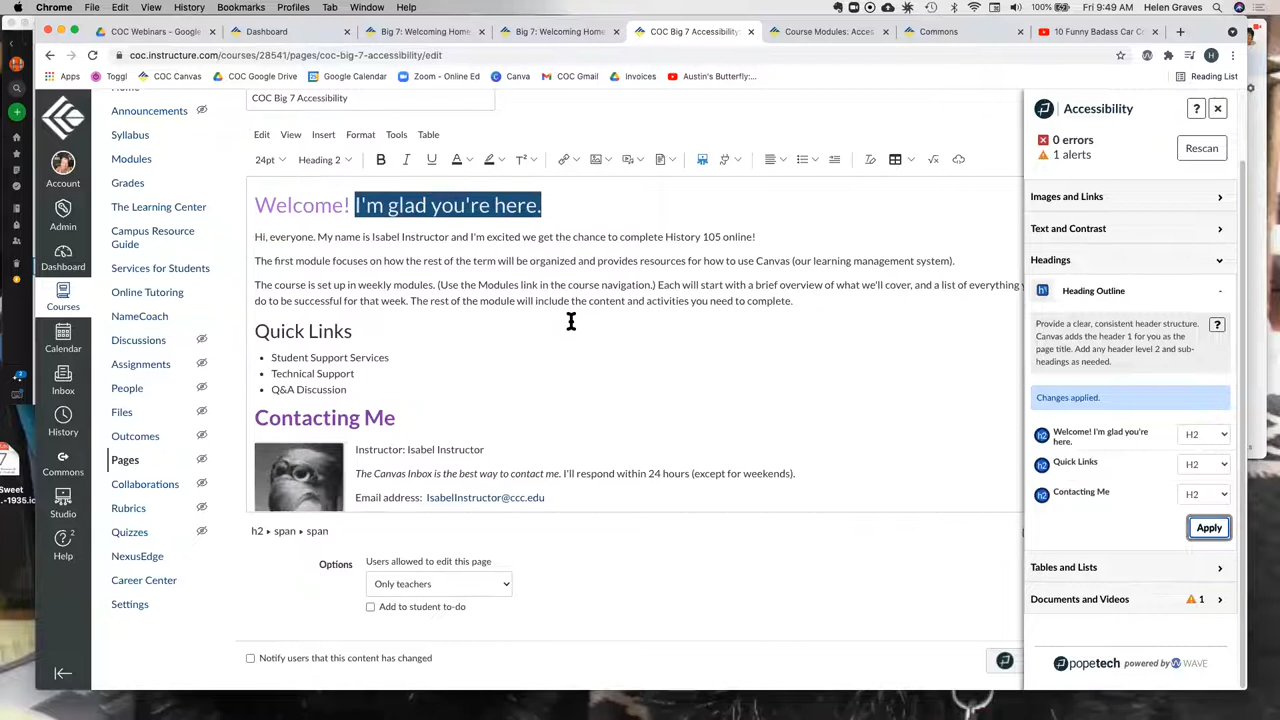 Chrome File Edit View History Bookmarks Profiles Tab Window Help 100% Fri 9:49 AM Helen Graves
COC Webinars - Google Dashboard Big 7: Welcoming Home Big 7: Welcoming Home COC Big 7 Accessibility: Course Modules: Acces Commons 10 Funny Badass Car C
coc.instructure.com/courses/28541/pages/coc-big-7-accessibility/edit
Apps Toggl COC Canvas COC Google Drive Google Calendar Zoom - Online Ed Canva COC Gmail Invoices Austin's Butterfly:... Reading List
Account
Admin
Dashboard
Courses
Calendar
Inbox
History
Commons
Studio
Help
Announcements
Syllabus
Modules
Grades
The Learning Center
Campus Resource
Guide
Services for Students
Online Tutoring
NameCoach
Discussions
Assignments
People
Files
Outcomes
Pages
Collaborations
Rubrics
Quizzes
NexusEdge
Career Center
Settings
COC Big 7 Accessibility
Edit View Insert Format Tools Table
24pt Heading 2 B I U A T²
Welcome! I'm glad you're here.
Hi, everyone. My name is Isabel Instructor and I'm excited we get the chance to complete History 105 online!
The first module focuses on how the rest of the term will be organized and provides resources for how to use Canvas (our learning management system).
The course is set up in weekly modules. (Use the Modules link in the course navigation.) Each will start with a brief overview of what we'll cover, and a list of everything
do to be successful for that week. The rest of the module will include the content and activities you need to complete.
Quick Links
Student Support Services
Technical Support
Q&A Discussion
Contacting Me
Instructor: Isabel Instructor
The Canvas Inbox is the best way to contact me. I'll respond within 24 hours (except for weekends).
Email address: IsabelInstructor@ccc.edu
h2 ▸ span ▸ span
Options
Users allowed to edit this page
Only teachers
Add to student to-do
Notify users that this content has changed
Accessibility ?
0 errors
1 alerts
Rescan
Images and Links
Text and Contrast
Headings
h1 Heading Outline -
Provide a clear, consistent header structure.
Canvas adds the header 1 for you as the
page title. Add any header level 2 and sub-
headings as needed.
?
Changes applied.
h2 Welcome! I'm glad you're
here.
H2
h2 Quick Links H2
h2 Contacting Me H2
Apply
Tables and Lists
Documents and Videos 1
popetech powered by WAVE
Sweet
-1935.ic